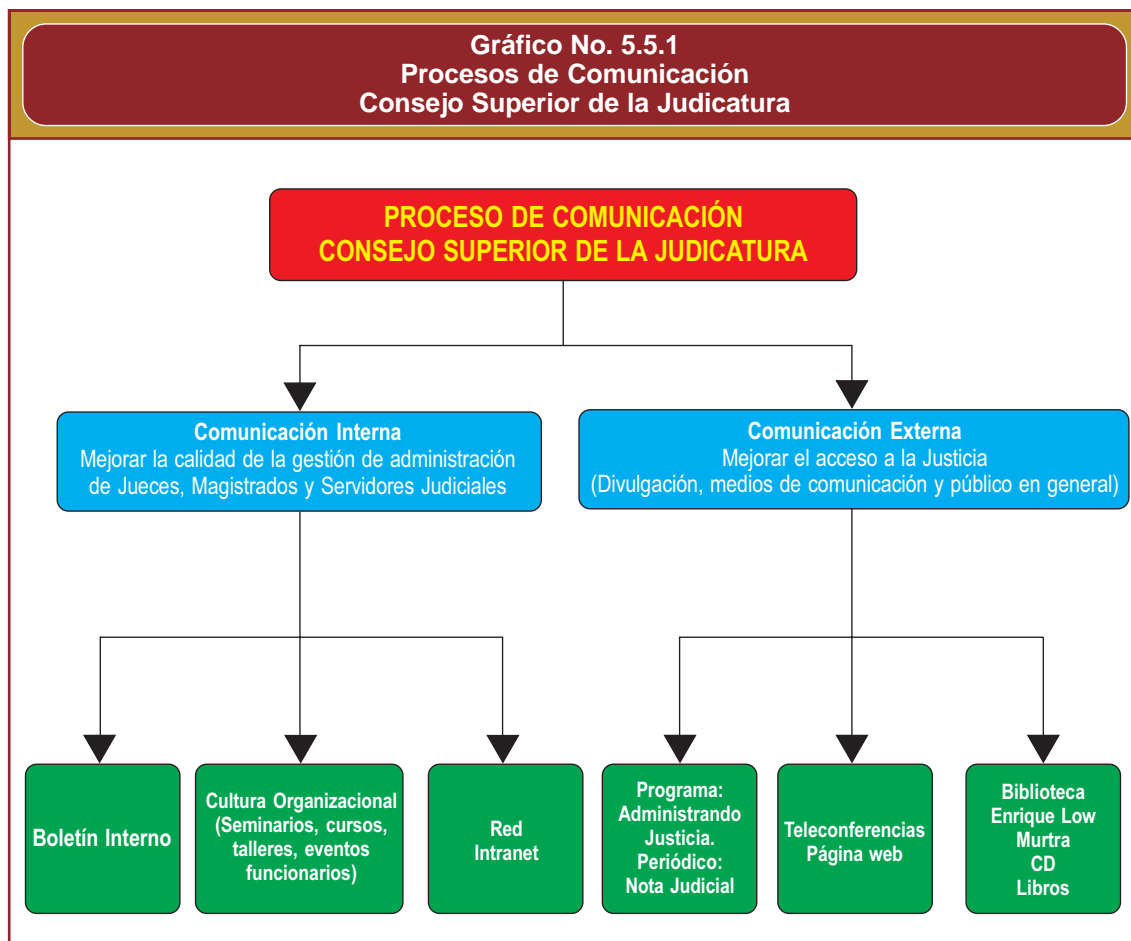 Gráfico No. 5.5.1
Procesos de Comunicación
Consejo Superior de la Judicatura
PROCESO DE COMUNICACIÓN
CONSEJO SUPERIOR DE LA JUDICATURA
Comunicación Interna
Mejorar la calidad de la gestión de administración
de Jueces, Magistrados y Servidores Judiciales
Comunicación Externa
Mejorar el acceso a la Justicia
(Divulgación, medios de comunicación y público en general)
Boletín Interno
Cultura Organizacional
(Seminarios, cursos,
talleres, eventos
funcionarios)
Red
Intranet
Programa:
Administrando
Justicia.
Periódico:
Nota Judicial
Teleconferencias
Página web
Biblioteca
Enrique Low
Murtra
CD
Libros